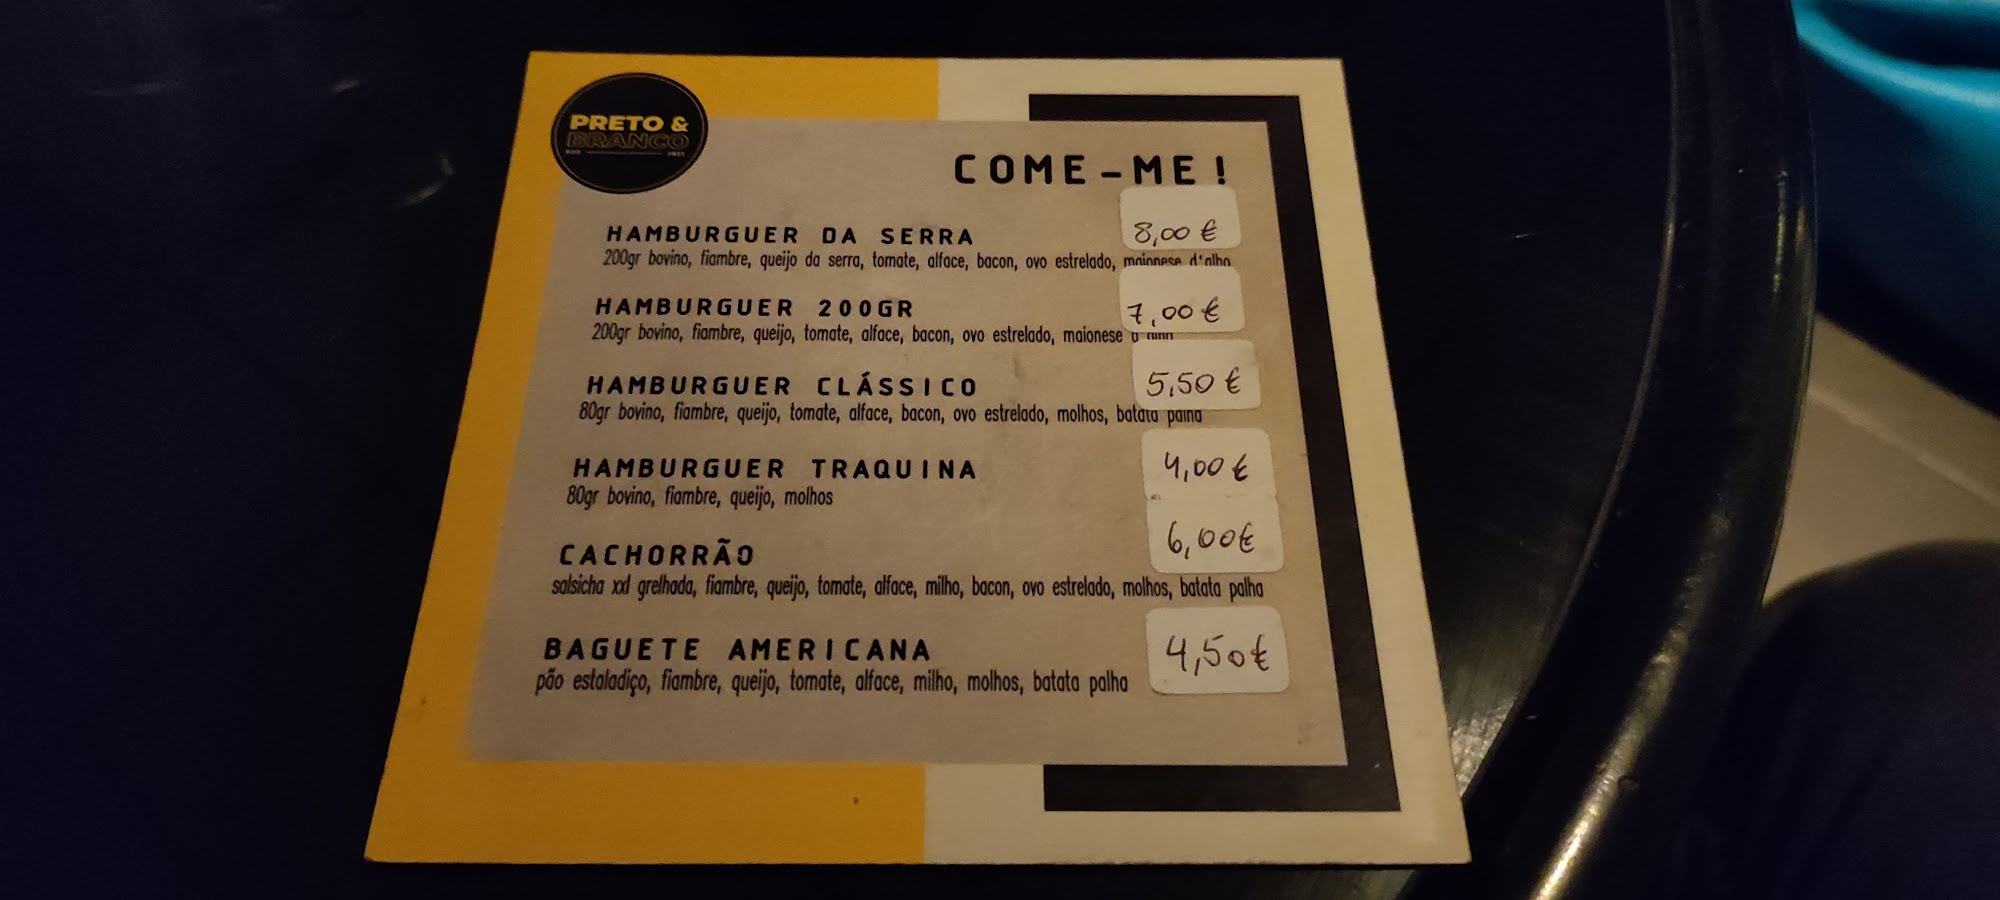 PRETO &
BRANCO
COME-ME!
HAMBURGUER DA SERRA 8,00 €
200gr bovino, fiambre, queijo da serra, tomate, alface, bacon, ovo estrelado, maionese d'alho
HAMBURGUER 200GR 7,00 €
200gr bovino, fiambre, queijo, tomate, alface, bacon, ovo estrelado, maionese
HAMBURGUER CLÁSSICO 5,50 €
80gr bovino, fiambre, queijo, tomate, alface, bacon, ovo estrelado, molhos, batata palha
HAMBURGUER TRAQUINA 4,00 €
80gr bovino, fiambre, queijo, molhos
CACHORRÃO 6,00€
salsicha xxl grelhada, fiambre, queijo, tomate, alface, milho, bacon, ovo estrelado, molhos, batata palha
BAGUETE AMERICANA 4,50€
pão estaladiço, fiambre, queijo, tomate, alface, milho, molhos, batata palha